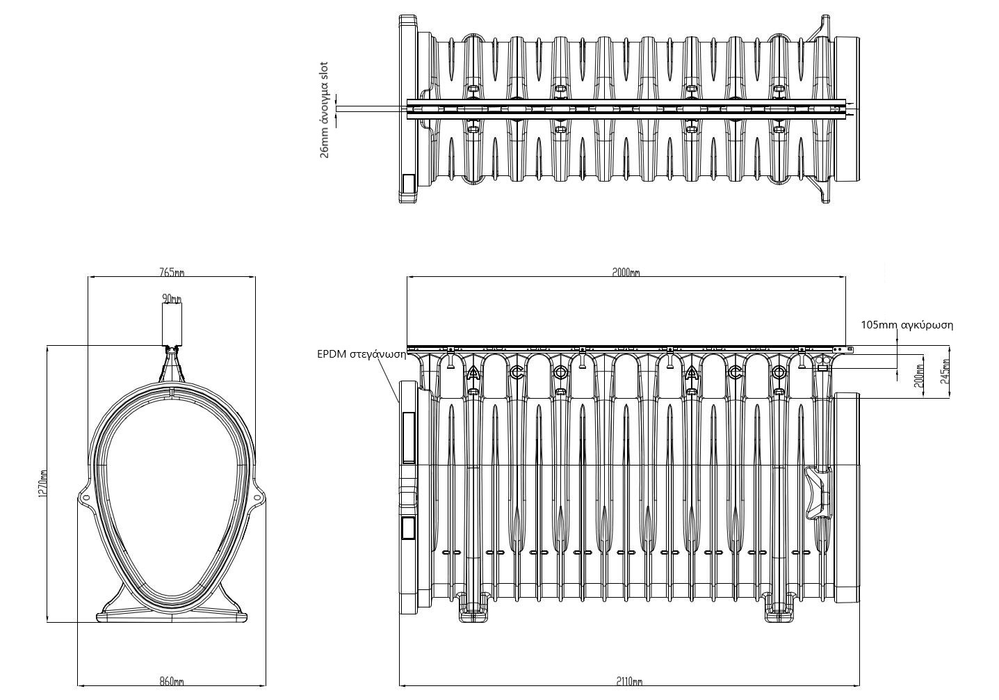 26mm άνοιγμα slot
765mm
90mm
2000mm
105mm αγκύρωση
EPDM στεγάνωση
200mm
245mm
A C O A C O
1270mm
860mm
2110mm